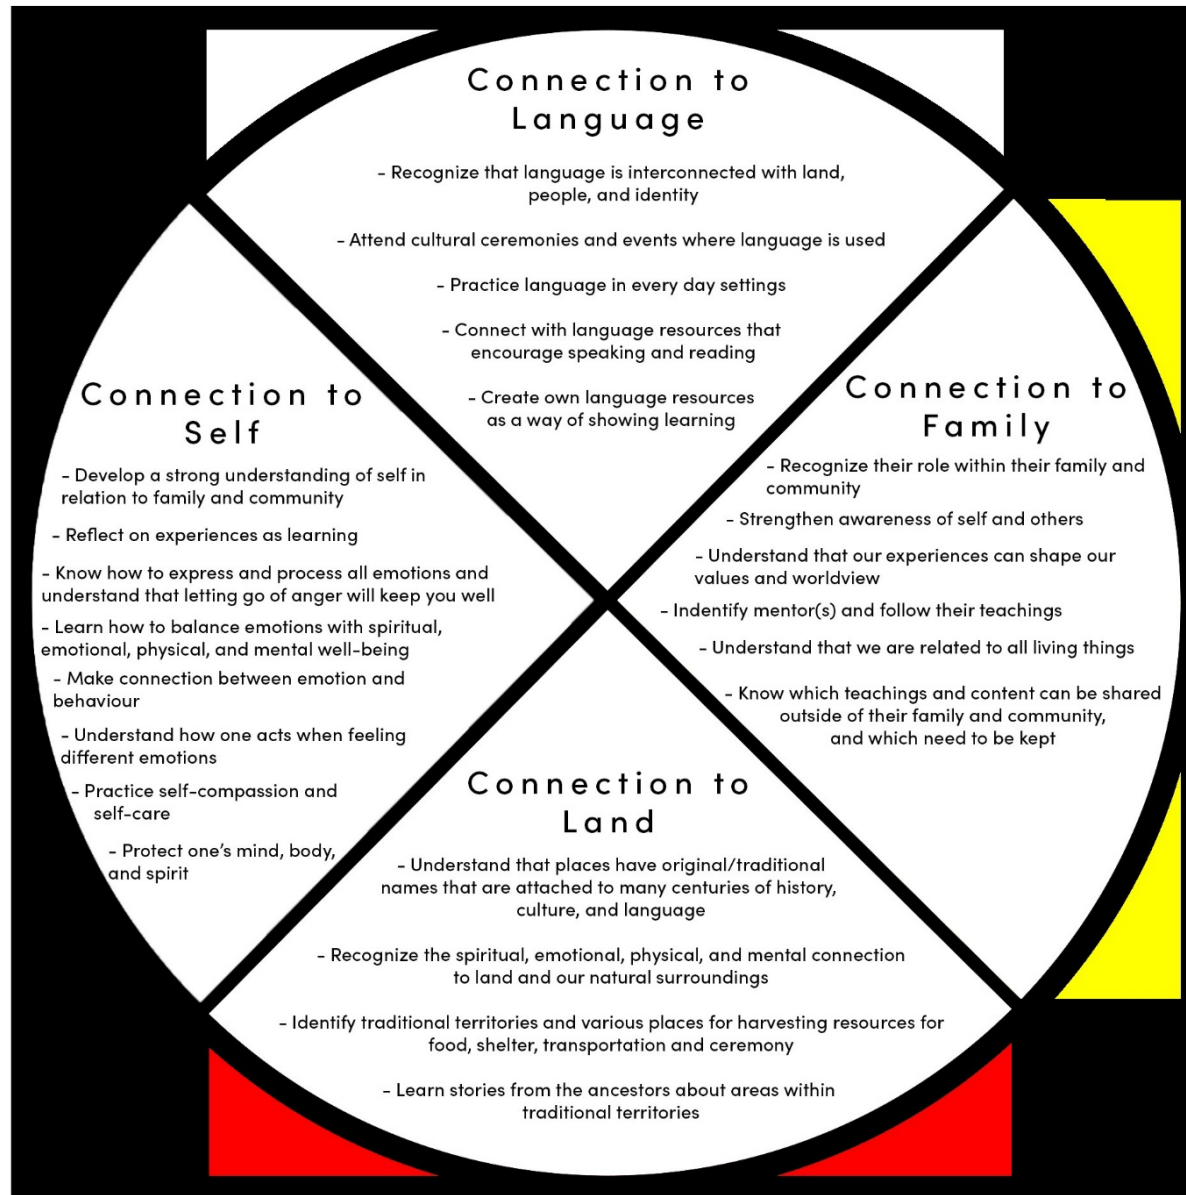 Connection to
Language
- Recognize that language is interconnected with land,
people, and identity
- Attend cultural ceremonies and events where language is used
- Practice language in every day settings
- Connect with language resources that
encourage speaking and reading
- Create own language resources
as a way of showing learning
Connection to
Family
- Recognize their role within their family and
community
- Strengthen awareness of self and others
- Understand that our experiences can shape our
values and worldview
- Indentify mentor(s) and follow their teachings
- Understand that we are related to all living things
- Know which teachings and content can be shared
outside of their family and community,
and which need to be kept
Connection to
Land
- Understand that places have original/traditional
names that are attached to many centuries of history,
culture, and language
- Recognize the spiritual, emotional, physical, and mental connection
to land and our natural surroundings
- Identify traditional territories and various places for harvesting resources for
food, shelter, transportation and ceremony
- Learn stories from the ancestors about areas within
traditional territories
Connection to
Self
- Develop a strong understanding of self in
relation to family and community
- Reflect on experiences as learning
- Know how to express and process all emotions and
understand that letting go of anger will keep you well
- Learn how to balance emotions with spiritual,
emotional, physical, and mental well-being
- Make connection between emotion and
behaviour
- Understand how one acts when feeling
different emotions
- Practice self-compassion and
self-care
- Protect one's mind, body,
and spirit